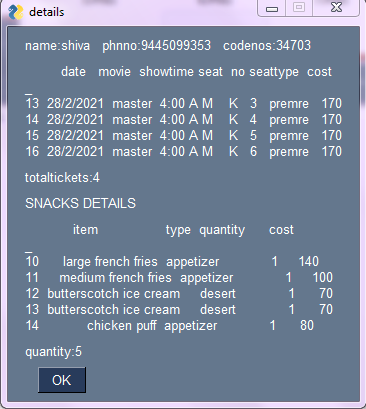 details
name:shiva phnno:9445099353 codenos:34703
date movie showtime seat no seattype cost
_
13 28/2/2021 master 4:00 A M K 3 premre 170
14 28/2/2021 master 4:00 A M K 4 premre 170
15 28/2/2021 master 4:00 A M K 5 premre 170
16 28/2/2021 master 4:00 A M K 6 premre 170
totaltickets:4
SNACKS DETAILS
item type quantity cost
_
10 large french fries appetizer 1 140
11 medium french fries appetizer 1 100
12 butterscotch ice cream desert 1 70
13 butterscotch ice cream desert 1 70
14 chicken puff appetizer 1 80
quantity:5
OK